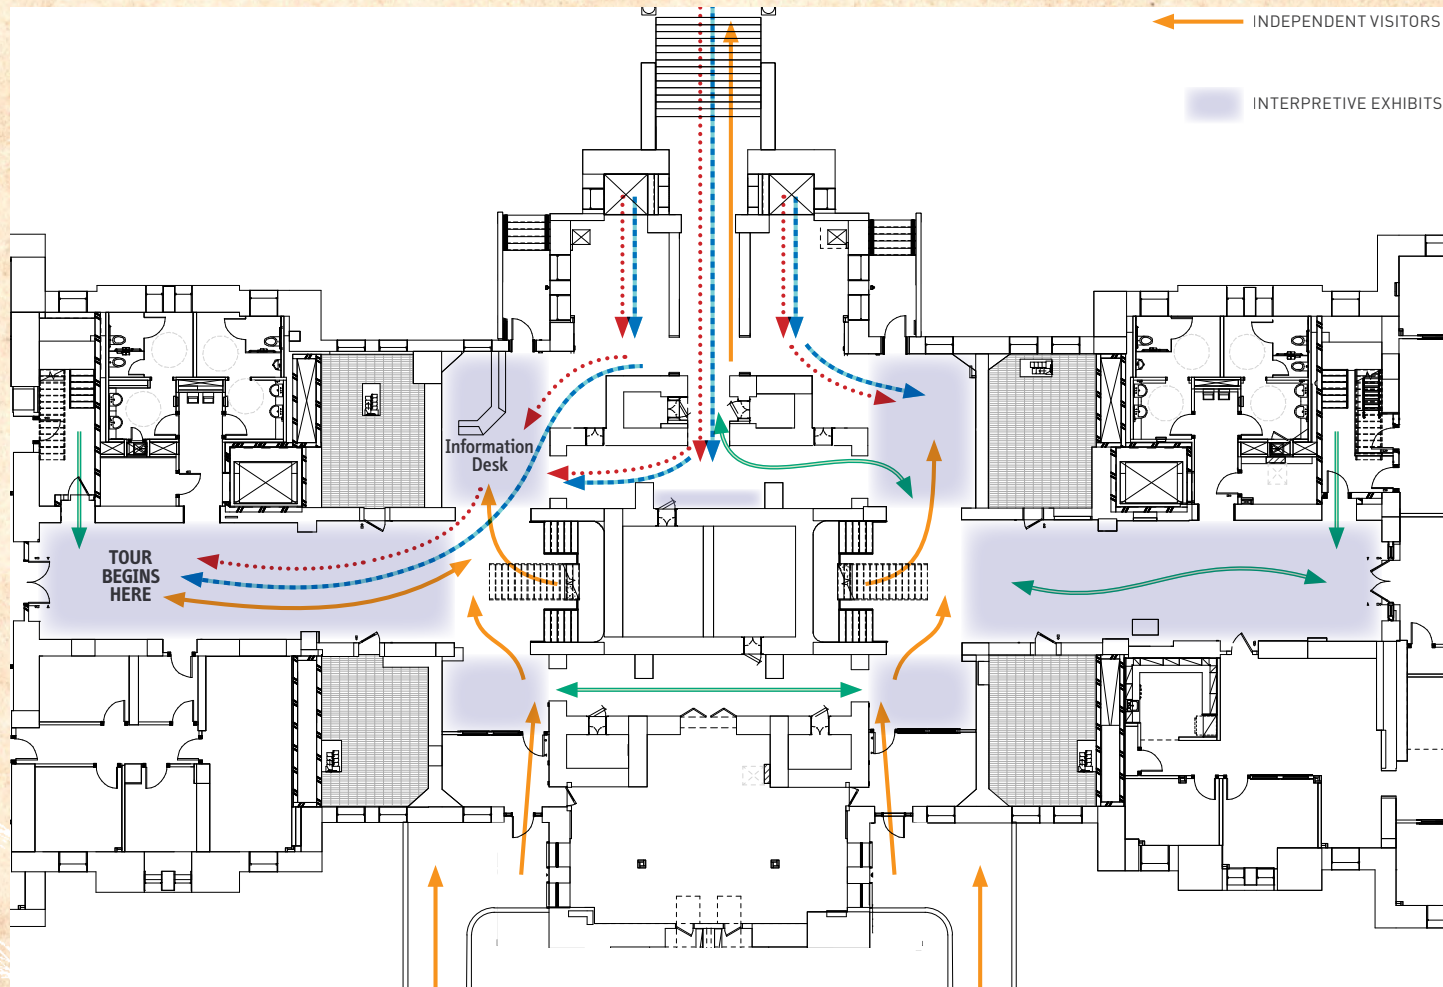 INDEPENDENT VISITORS
INTERPRETIVE EXHIBITS
Information
Desk
TOUR
BEGINS
HERE